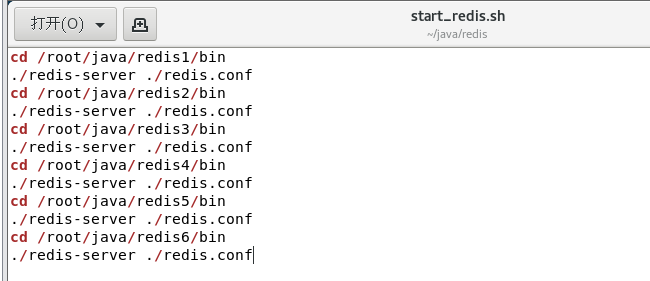 打开(O)
start_redis.sh
~/java/redis
cd /root/java/redis1/bin
./redis-server ./redis.conf
cd /root/java/redis2/bin
./redis-server ./redis.conf
cd /root/java/redis3/bin
./redis-server ./redis.conf
cd /root/java/redis4/bin
./redis-server ./redis.conf
cd /root/java/redis5/bin
./redis-server ./redis.conf
cd /root/java/redis6/bin
./redis-server ./redis.conf